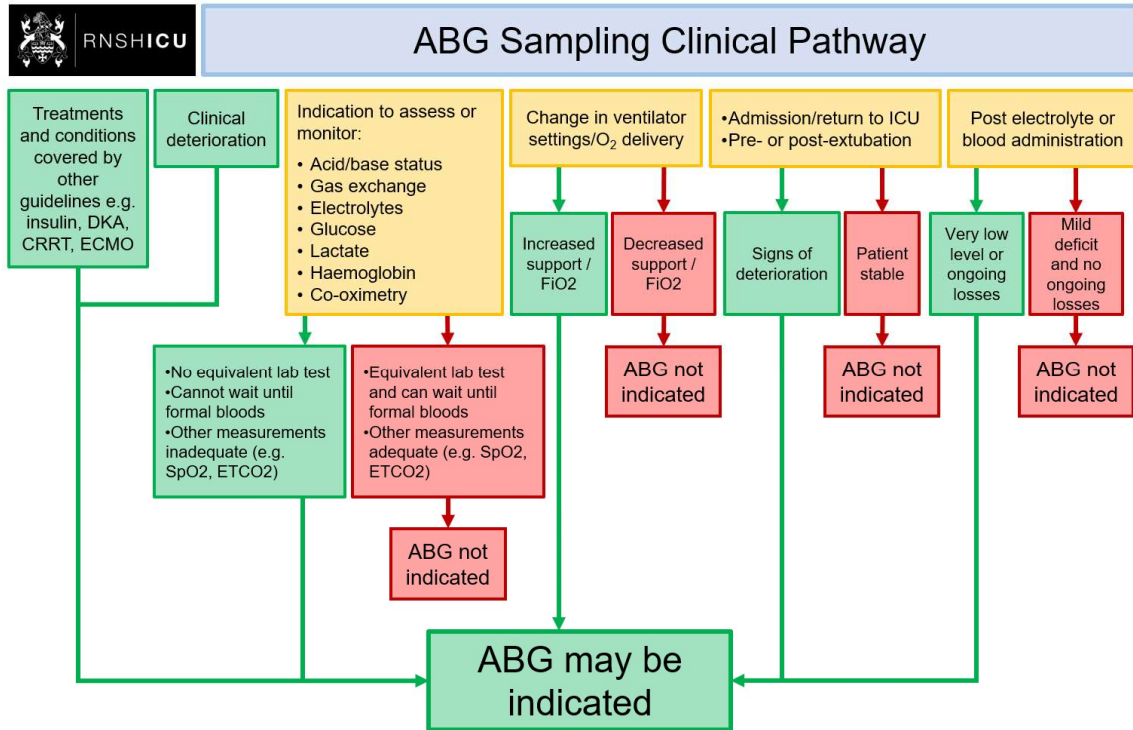 RNSHICU
ABG Sampling Clinical Pathway
Treatments
and conditions
covered by
other
guidelines e.g.
insulin, DKA,
CRRT, ECMO
Clinical
deterioration
Indication to assess or
monitor:
• Acid/base status
• Gas exchange
• Electrolytes
• Glucose
• Lactate
• Haemoglobin
• Co-oximetry
Change in ventilator
settings/O₂ delivery
•Admission/return to ICU
•Pre- or post-extubation
Post electrolyte or
blood administration
Increased
support /
FiO2
Decreased
support /
FiO2
Signs of
deterioration
Patient
stable
Very low
level or
ongoing
losses
Mild
deficit
and no
ongoing
losses
•No equivalent lab test
•Cannot wait until
formal bloods
•Other measurements
inadequate (e.g.
SpO2, ETCO2)
•Equivalent lab test
and can wait until
formal bloods
•Other measurements
adequate (e.g. SpO2,
ETCO2)
ABG not
indicated
ABG not
indicated
ABG not
indicated
ABG not
indicated
ABG may be
indicated